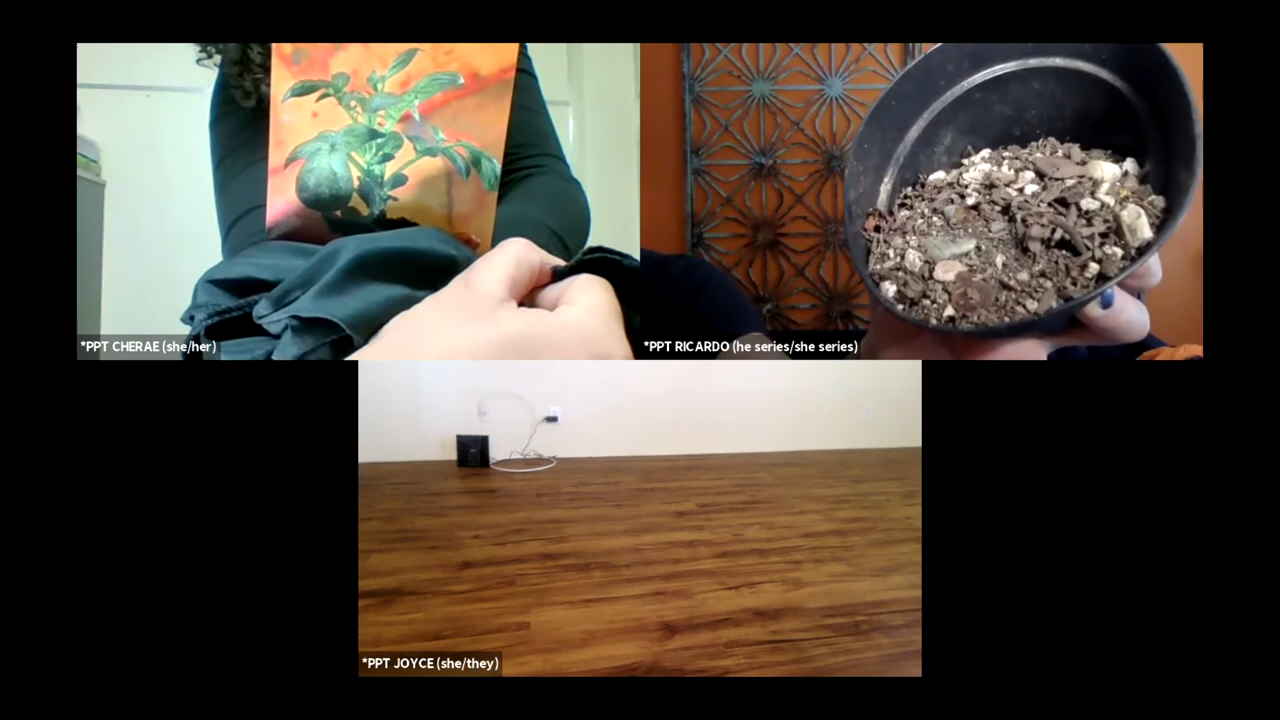 *PPT CHERAE (she/her)
*PPT RICARDO (he series/she series)
*PPT JOYCE (she/they)